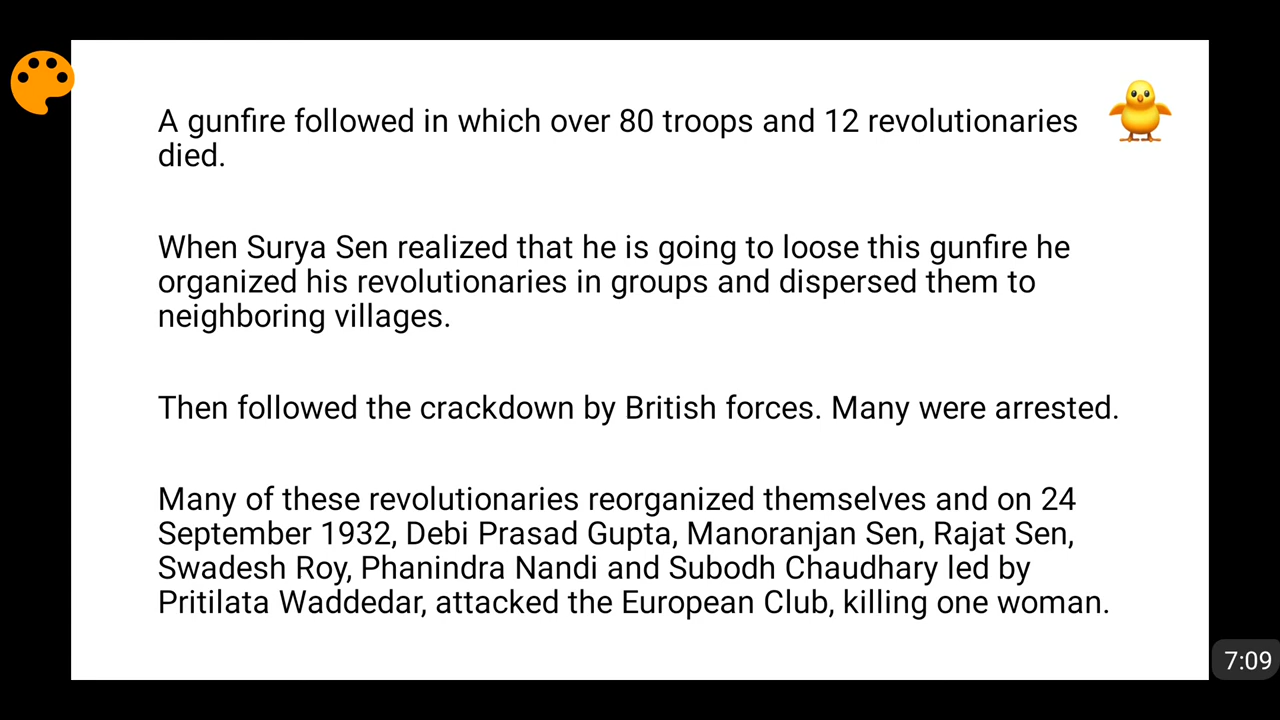 A gunfire followed in which over 80 troops and 12 revolutionaries
died.
When Surya Sen realized that he is going to loose this gunfire he
organized his revolutionaries in groups and dispersed them to
neighboring villages.
Then followed the crackdown by British forces. Many were arrested.
Many of these revolutionaries reorganized themselves and on 24
September 1932, Debi Prasad Gupta, Manoranjan Sen, Rajat Sen,
Swadesh Roy, Phanindra Nandi and Subodh Chaudhary led by
Pritilata Waddedar, attacked the European Club, killing one woman.
7:09